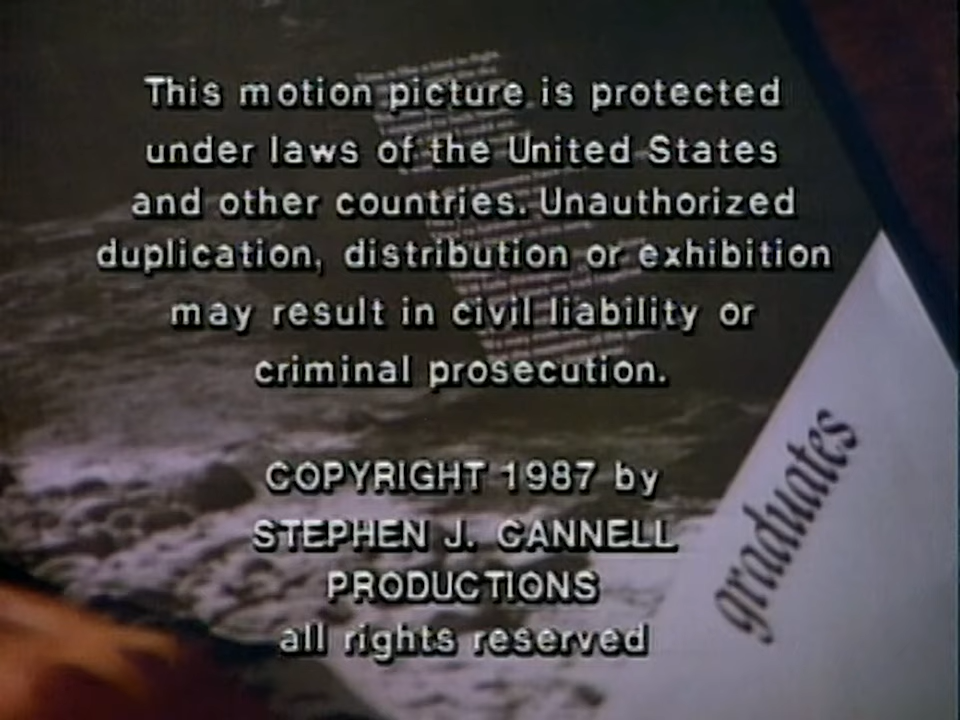 This motion picture is protected
under laws of the United States
and other countries. Unauthorized
duplication, distribution or exhibition
may result in civil liability or
criminal prosecution.
COPYRIGHT 1987 by
STEPHEN J. CANNELL
PRODUCTIONS
all rights reserved
graduates